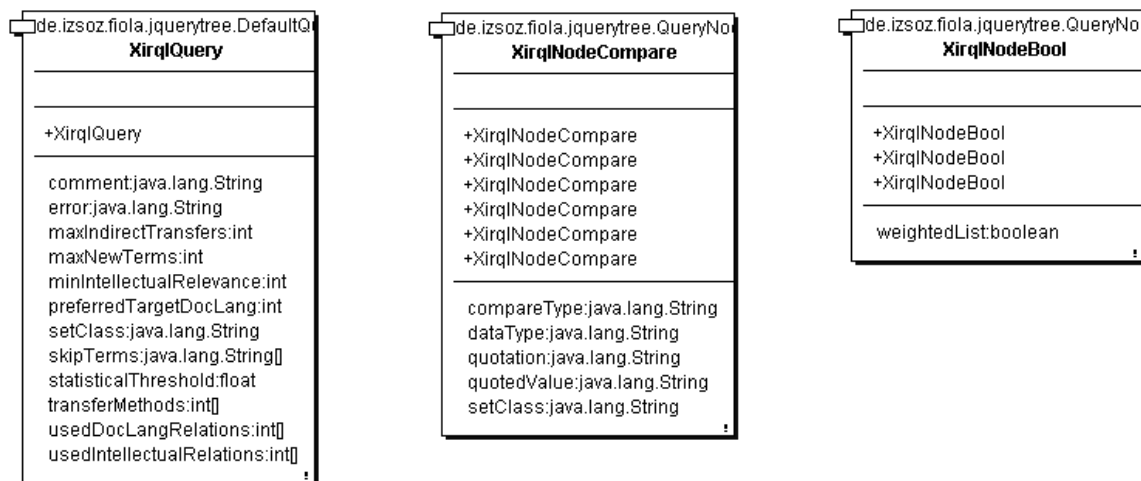 de.izsoz.fiola.jquerytree.DefaultQ
XirqlQuery
+XirqlQuery
comment:java.lang.String
error:java.lang.String
maxIndirectTransfers:int
maxNewTerms:int
minIntellectualRelevance:int
preferredTargetDocLang:int
setClass:java.lang.String
skipTerms:java.lang.String[]
statisticalThreshold:float
transferMethods:int[]
usedDocLangRelations:int[]
usedIntellectualRelations:int[]
!
de.izsoz.fiola.jquerytree.QueryNo
XirqlNodeCompare
+XirqlNodeCompare
+XirqlNodeCompare
+XirqlNodeCompare
+XirqlNodeCompare
+XirqlNodeCompare
+XirqlNodeCompare
compareType:java.lang.String
dataType:java.lang.String
quotation:java.lang.String
quotedValue:java.lang.String
setClass:java.lang.String
!
de.izsoz.fiola.jquerytree.QueryNo
XirqlNodeBool
+XirqlNodeBool
+XirqlNodeBool
+XirqlNodeBool
weightedList:boolean
!